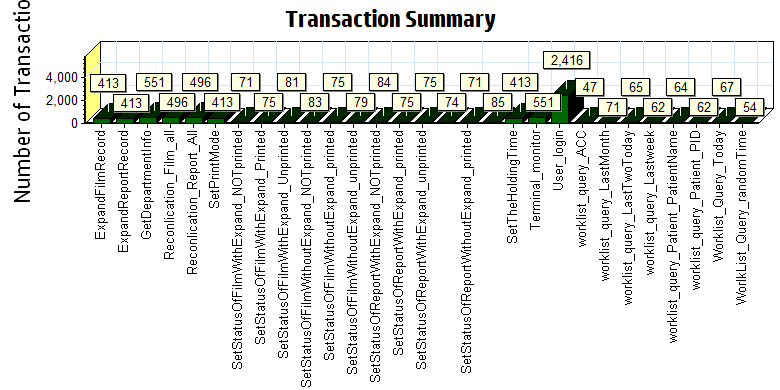 Transaction Summary
Number of Transactio
4,000
2,000
0
413
413
551
496
496
413
71
75
81
83
75
79
84
75
75
74
71
85
413
551
2,416
47
71
65
62
64
62
67
54
ExpandFilmRecord
ExpandReportRecord
GetDepartmentInfo
Reconlication_Film_all
Reconlication_Report_All
SetPrintMode
SetStatusOfFilmWithExpand_NOTprinted
SetStatusOfFilmWithExpand_Printed
SetStatusOfFilmWithExpand_Unprinted
SetStatusOfFilmWithoutExpand_NOTprinted
SetStatusOfFilmWithoutExpand_printed
SetStatusOfFilmWithoutExpand_unprinted
SetStatusOfReportWithExpand_NOTprinted
SetStatusOfReportWithExpand_printed
SetStatusOfReportWithExpand_unprinted
SetStatusOfReportWithoutExpand_printed
SetTheHoldingTime
Terminal_monitor
User_login
worklist_query_ACC
worklist_query_LastMonth
worklist_query_LastTwoToday
worklist_query_Lastweek
worklist_query_Patient_PatientName
worklist_query_Patient_PID
Worklist_Query_Today
WorlkList_Query_randomTime